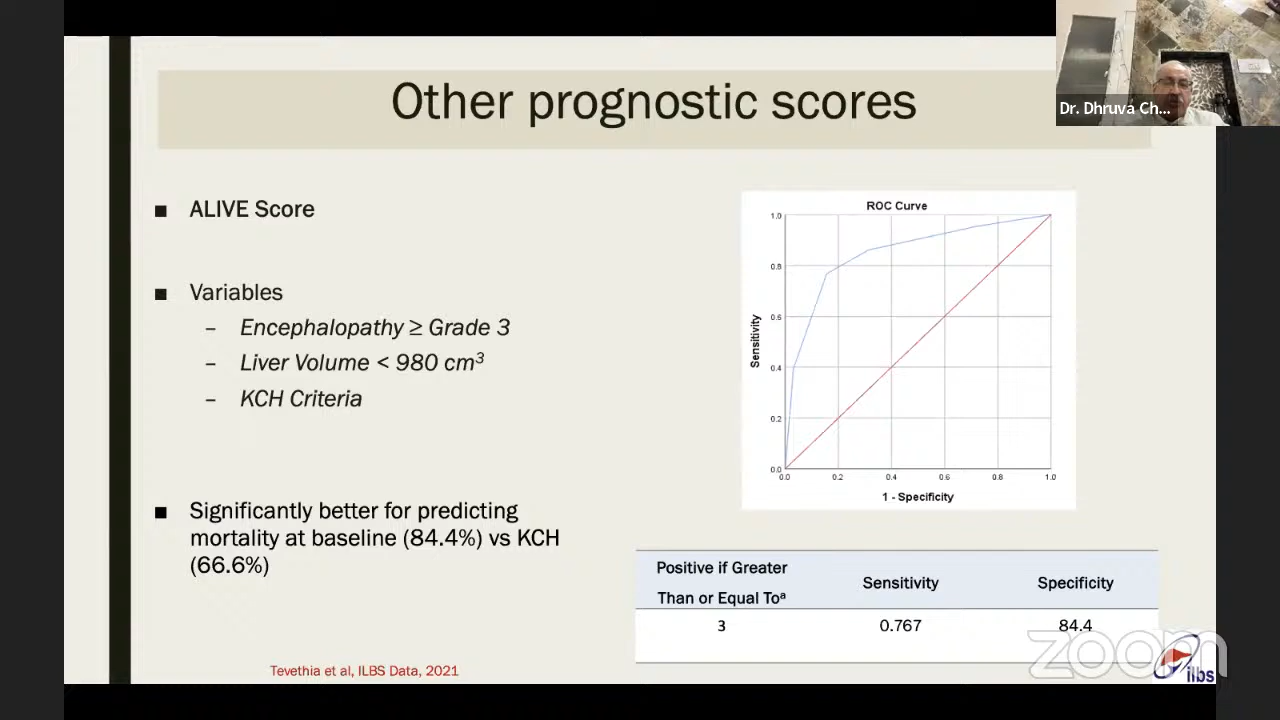 Other prognostic scores
Dr. Dhruva Ch...
■ ALIVE Score
■ Variables
– Encephalopathy ≥ Grade 3
– Liver Volume < 980 cm³
– KCH Criteria
■ Significantly better for predicting
mortality at baseline (84.4%) vs KCH
(66.6%)
Tevethia et al, ILBS Data, 2021
ROC Curve
Sensitivity
1.0
0.8
0.6
0.4
0.2
0.0
0.0 0.2 0.4 0.6 0.8 1.0
1 - Specificity
Positive if Greater
Than or Equal Toª Sensitivity Specificity
3 0.767 84.4
zoom
ilbs